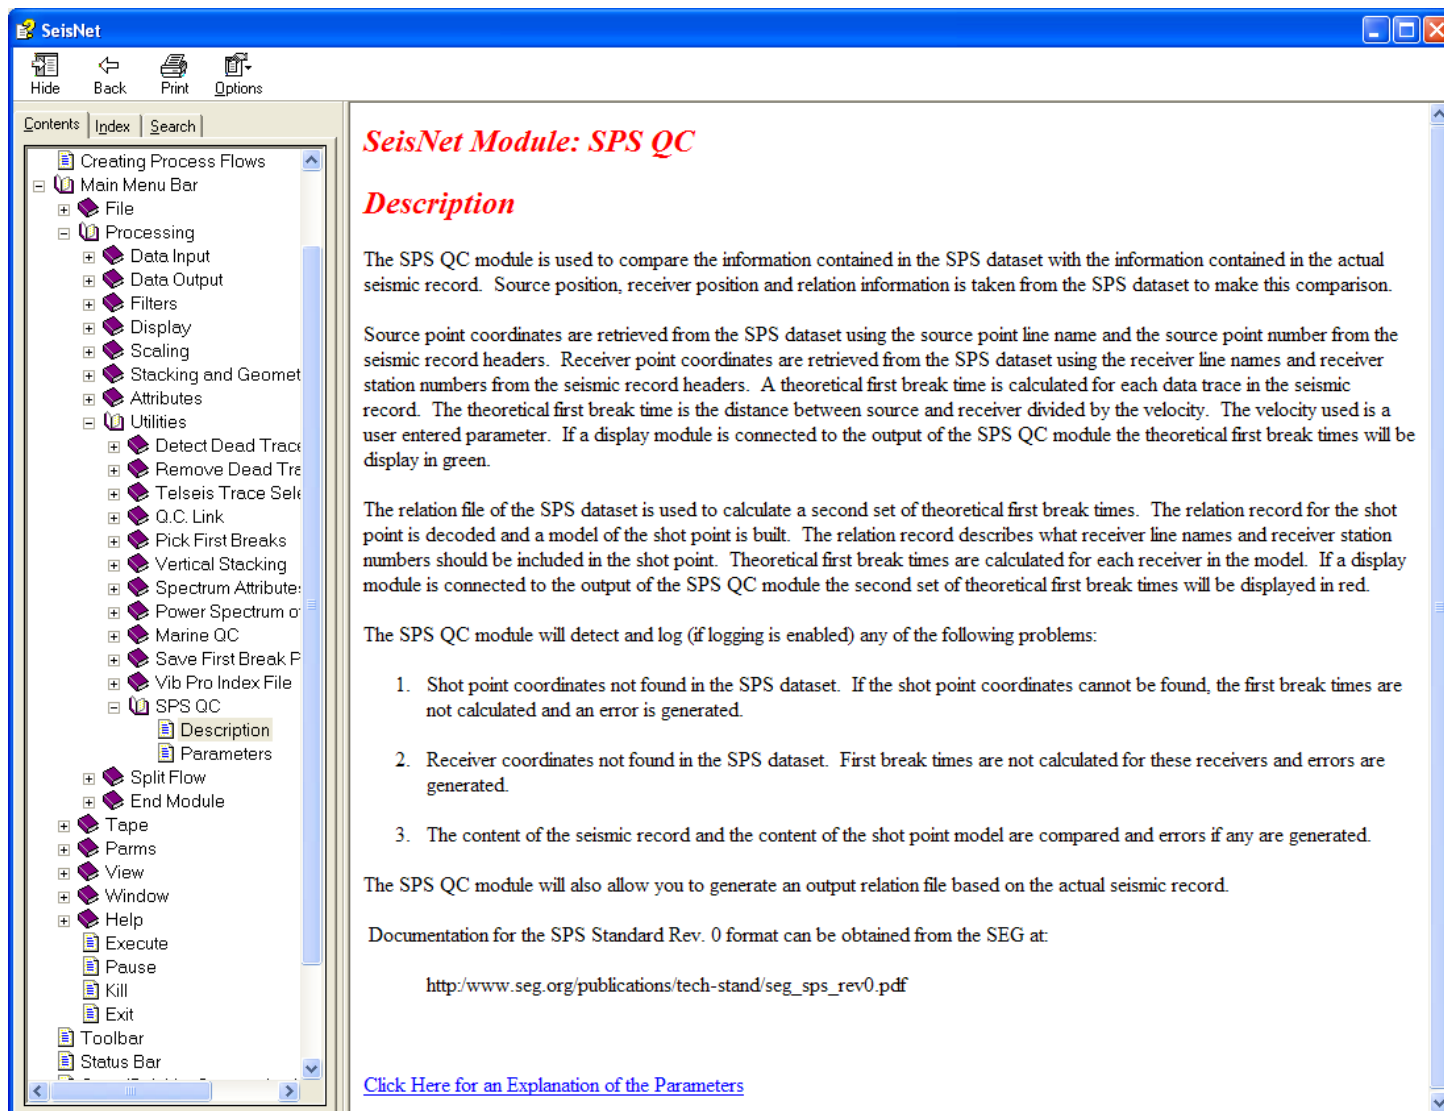 SeisNet
Hide
Back
Print
Options
Contents
Index
Search
Creating Process Flows
Main Menu Bar
File
Processing
Data Input
Data Output
Filters
Display
Scaling
Stacking and Geomet
Attributes
Utilities
Detect Dead Trace
Remove Dead Tra
Telseis Trace Sele
Q.C. Link
Pick First Breaks
Vertical Stacking
Spectrum Attribute
Power Spectrum o
Marine QC
Save First Break P
Vib Pro Index File
SPS QC
Description
Parameters
Split Flow
End Module
Tape
Parms
View
Window
Help
Execute
Pause
Kill
Exit
Toolbar
Status Bar
SeisNet Module: SPS QC
Description
The SPS QC module is used to compare the information contained in the SPS dataset with the information contained in the actual
seismic record.  Source position, receiver position and relation information is taken from the SPS dataset to make this comparison.
Source point coordinates are retrieved from the SPS dataset using the source point line name and the source point number from the
seismic record headers.  Receiver point coordinates are retrieved from the SPS dataset using the receiver line names and receiver
station numbers from the seismic record headers.  A theoretical first break time is calculated for each data trace in the seismic
record.  The theoretical first break time is the distance between source and receiver divided by the velocity.  The velocity used is a
user entered parameter.  If a display module is connected to the output of the SPS QC module the theoretical first break times will be
display in green.
The relation file of the SPS dataset is used to calculate a second set of theoretical first break times.  The relation record for the shot
point is decoded and a model of the shot point is built.  The relation record describes what receiver line names and receiver station
numbers should be included in the shot point.  Theoretical first break times are calculated for each receiver in the model.  If a display
module is connected to the output of the SPS QC module the second set of theoretical first break times will be displayed in red.
The SPS QC module will detect and log (if logging is enabled) any of the following problems:
1. Shot point coordinates not found in the SPS dataset.  If the shot point coordinates cannot be found, the first break times are
not calculated and an error is generated.
2. Receiver coordinates not found in the SPS dataset.  First break times are not calculated for these receivers and errors are
generated.
3. The content of the seismic record and the content of the shot point model are compared and errors if any are generated.
The SPS QC module will also allow you to generate an output relation file based on the actual seismic record.
Documentation for the SPS Standard Rev. 0 format can be obtained from the SEG at:
http:/www.seg.org/publications/tech-stand/seg_sps_rev0.pdf
Click Here for an Explanation of the Parameters